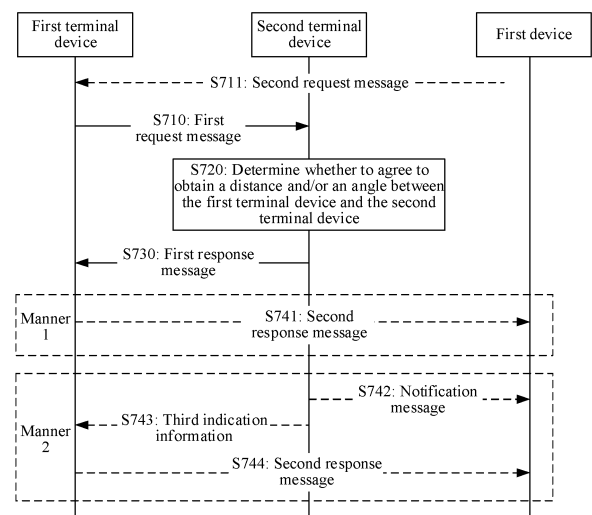 First terminal
device
Second terminal
device
First device
S711: Second request message
S710: First
request message
S720: Determine whether to agree to
obtain a distance and/or an angle between
the first terminal device and the second
terminal device
S730: First response
message
Manner
1
S741: Second
response message
Manner
2
S742: Notification
message
S743: Third indication
information
S744: Second response
message